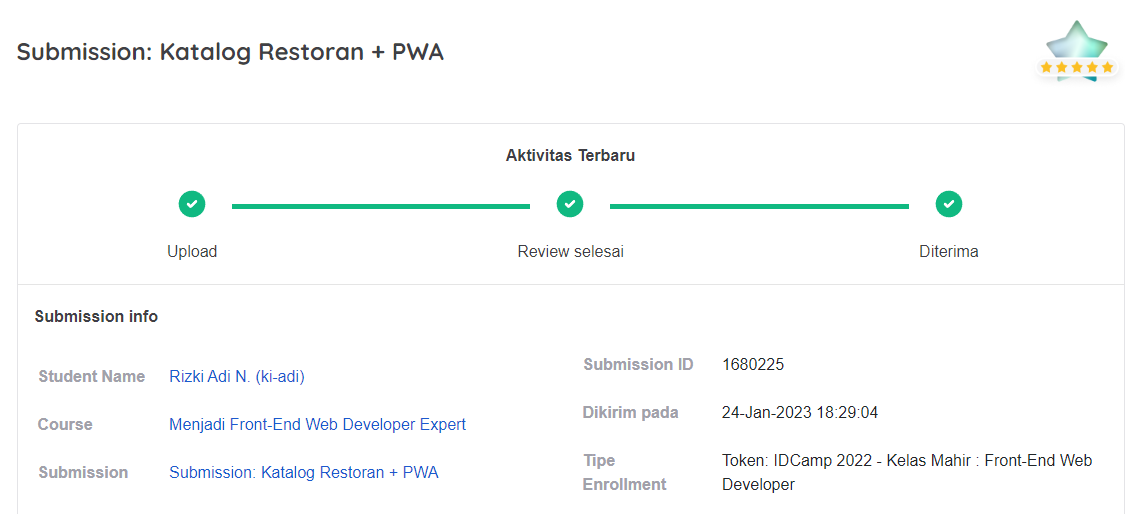 Submission: Katalog Restoran + PWA
Aktivitas Terbaru
Upload
Review selesai
Diterima
Submission info
Student Name
Rizki Adi N. (ki-adi)
Course
Menjadi Front-End Web Developer Expert
Submission
Submission: Katalog Restoran + PWA
Submission ID
1680225
Dikirim pada
24-Jan-2023 18:29:04
Tipe
Enrollment
Token: IDCamp 2022 - Kelas Mahir : Front-End Web
Developer